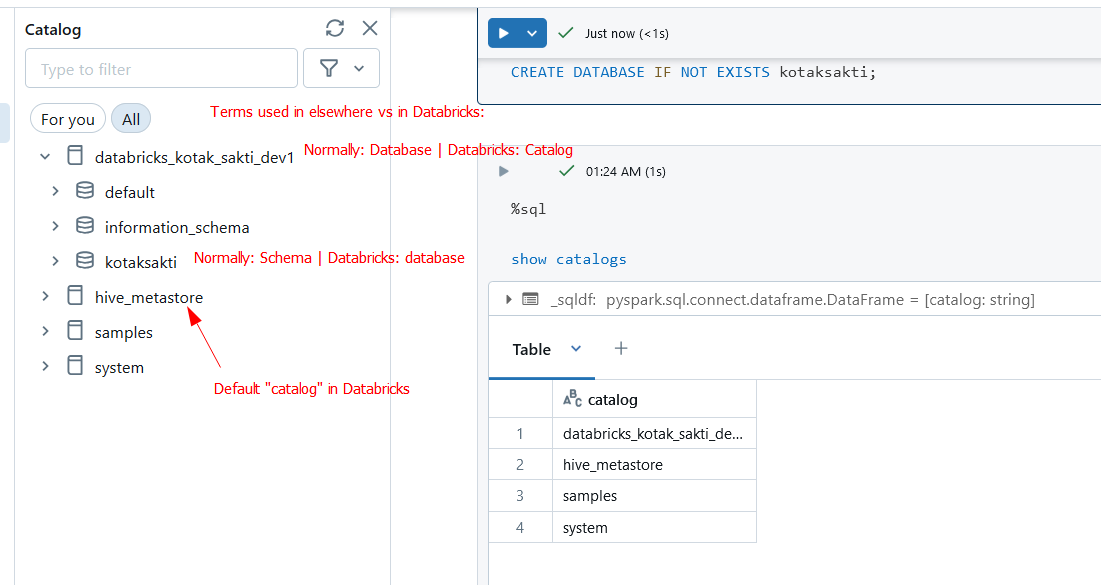 Catalog
Type to filter
For you
All
Terms used in elsewhere vs in Databricks:
databricks_kotak_sakti_dev1
Normally: Database | Databricks: Catalog
default
information_schema
kotaksakti
Normally: Schema | Databricks: database
hive_metastore
samples
system
Default "catalog" in Databricks
Just now (<1s)
CREATE DATABASE IF NOT EXISTS kotaksakti;
01:24 AM (1s)
%sql
show catalogs
_sqldf: pyspark.sql.connect.dataframe.DataFrame = [catalog: string]
Table
ABC catalog
1 databricks_kotak_sakti_de...
2 hive_metastore
3 samples
4 system